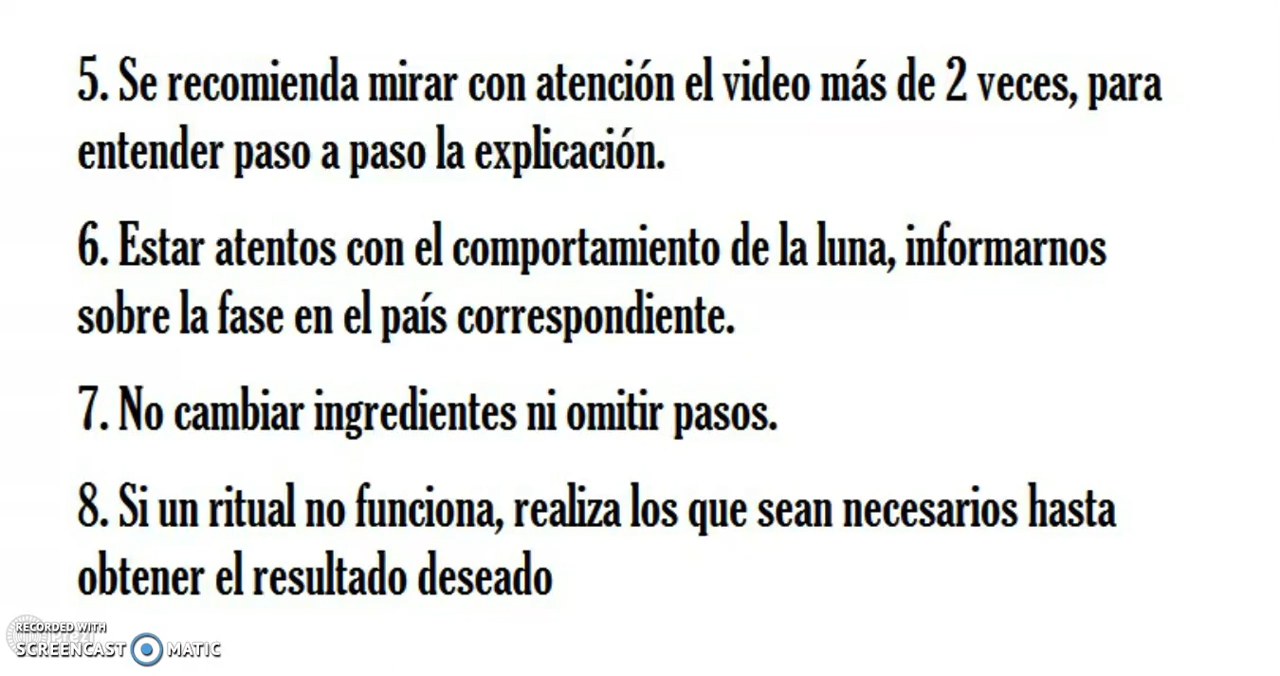 5. Se recomienda mirar con atención el video más de 2 veces, para
entender paso a paso la explicación.
6. Estar atentos con el comportamiento de la luna, informarnos
sobre la fase en el país correspondiente.
7. No cambiar ingredientes ni omitir pasos.
8. Si un ritual no funciona, realiza los que sean necesarios hasta
obtener el resultado deseado
RECORDED WITH
Prezi
SCREENCAST MATIC